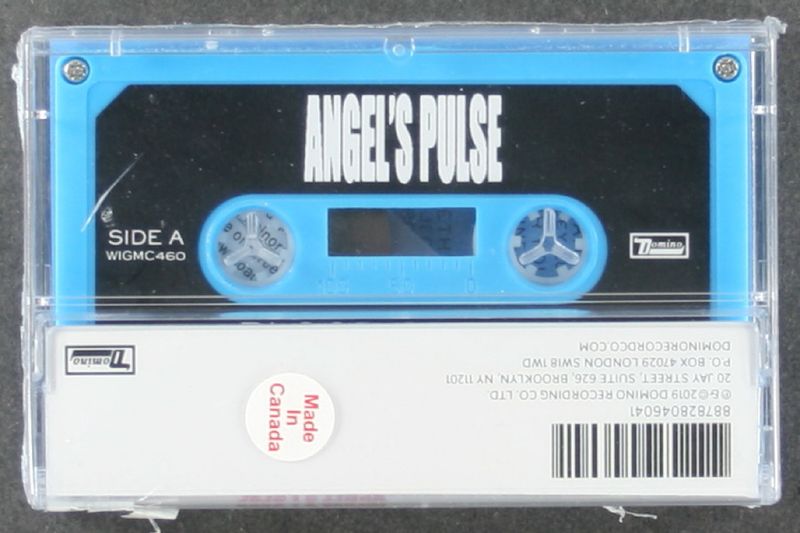 ANGEL'S PULSE
SIDE A
WIGMC460
Domino
100 50 0
Domino
Made
In
Canada
DOMINORECORDCO.COM
P.O. BOX 47029 LONDON SW18 1WD
20 JAY STREET, SUITE 626, BROOKLYN, NY 11201
℗&©2019 DOMINO RECORDING CO. LTD.
887828046041